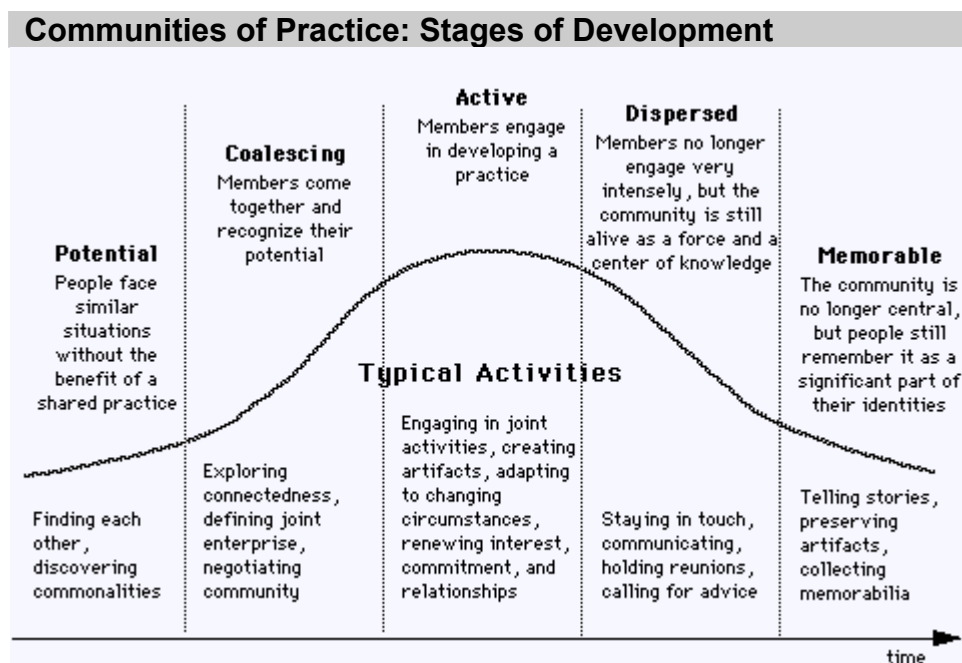 Communities of Practice: Stages of Development
Potential
People face
similar
situations
without the
benefit of a
shared practice
Coalescing
Members come
together and
recognize their
potential
Active
Members engage
in developing a
practice
Dispersed
Members no longer
engage very
intensely, but the
community is still
alive as a force and a
center of knowledge
Memorable
The community is
no longer central,
but people still
remember it as a
significant part of
their identities
Typical Activities
Finding each
other,
discovering
commonalities
Exploring
connectedness,
defining joint
enterprise,
negotiating
community
Engaging in joint
activities, creating
artifacts, adapting
to changing
circumstances,
renewing interest,
commitment, and
relationships
Staying in touch,
communicating,
holding reunions,
calling for advice
Telling stories,
preserving
artifacts,
collecting
memorabilia
time